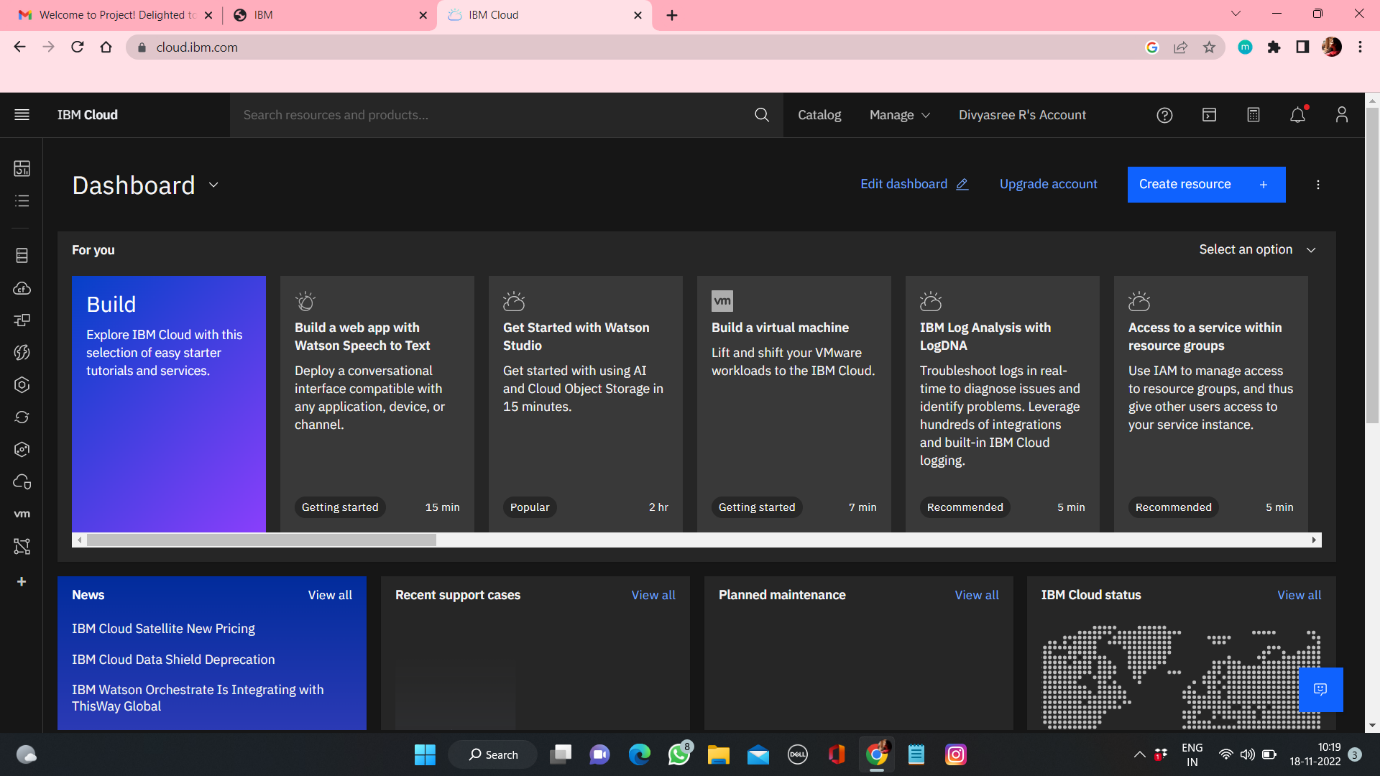 Welcome to Project! Delighted to
IBM
IBM Cloud
cloud.ibm.com
IBM Cloud
Search resources and products...
Catalog
Manage
Divyasree R's Account
Dashboard
Edit dashboard
Upgrade account
Create resource +
For you
Select an option
Build
Explore IBM Cloud with this
selection of easy starter
tutorials and services.
Build a web app with
Watson Speech to Text
Deploy a conversational
interface compatible with
any application, device, or
channel.
Getting started
15 min
Get Started with Watson
Studio
Get started with using AI
and Cloud Object Storage in
15 minutes.
Popular
2 hr
vm
Build a virtual machine
Lift and shift your VMware
workloads to the IBM Cloud.
Getting started
7 min
IBM Log Analysis with
LogDNA
Troubleshoot logs in real-
time to diagnose issues and
identify problems. Leverage
hundreds of integrations
and built-in IBM Cloud
logging.
Recommended
5 min
Access to a service within
resource groups
Use IAM to manage access
to resource groups, and thus
give other users access to
your service instance.
Recommended
5 min
vm
News
View all
IBM Cloud Satellite New Pricing
IBM Cloud Data Shield Deprecation
IBM Watson Orchestrate Is Integrating with
ThisWay Global
Recent support cases
View all
Planned maintenance
View all
IBM Cloud status
View all
Search
8
DELL
ENG
IN
10:19
18-11-2022
3